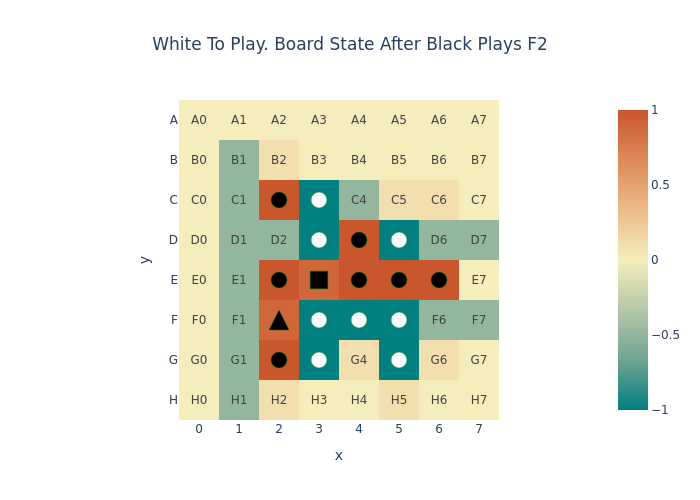 White To Play. Board State After Black Plays F2
A A0 A1 A2 A3 A4 A5 A6 A7 1
B B0 B1 B2 B3 B4 B5 B6 B7
C C0 C1 C4 C5 C6 C7 0.5
D D0 D1 D2 D6 D7
y 0
E E0 E1 E7
F F0 F1 F6 F7 −0.5
G G0 G1 G4 G6 G7
H H0 H1 H2 H3 H4 H5 H6 H7 −1
0 1 2 3 4 5 6 7
x